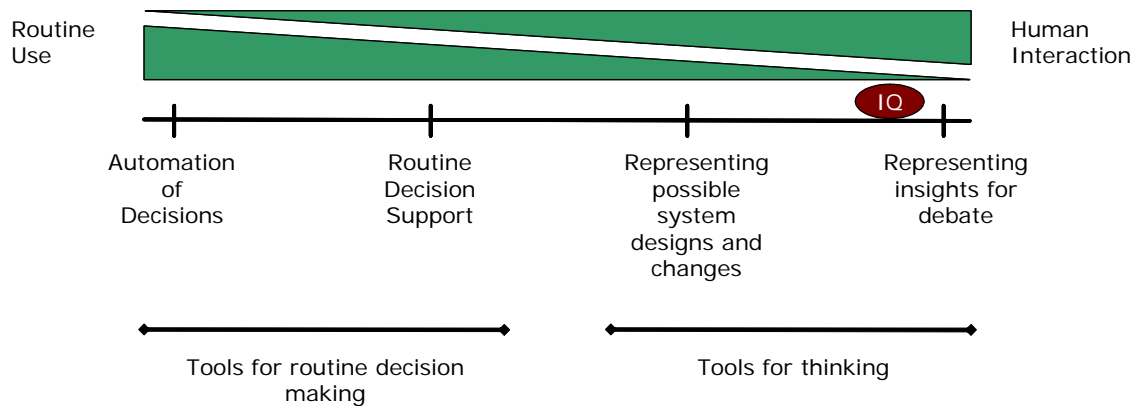 Routine
Use
Human
Interaction
IQ
Automation
of
Decisions
Routine
Decision
Support
Representing
possible
system
designs and
changes
Representing
insights for
debate
Tools for routine decision
making
Tools for thinking